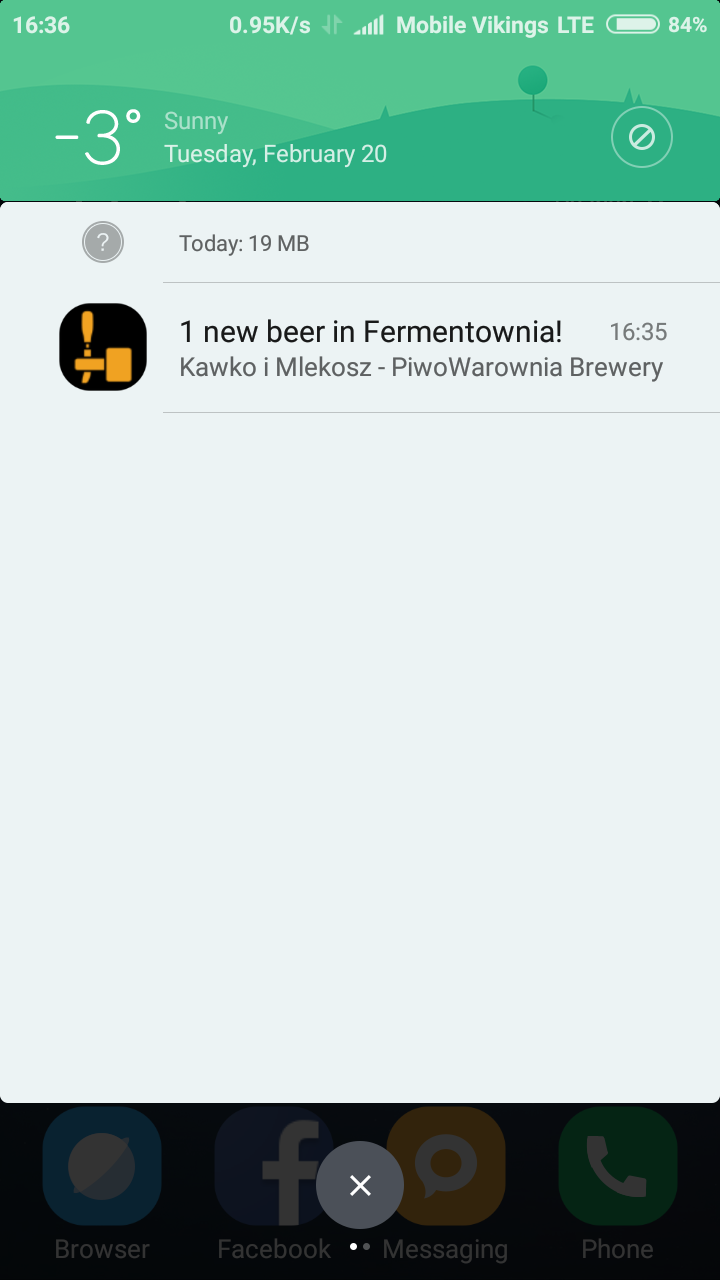 16:36 0.95K/s Mobile Vikings LTE 84%
-3° Sunny
Tuesday, February 20
? Today: 19 MB
1 new beer in Fermentownia! 16:35
Kawko i Mlekosz - PiwoWarownia Brewery
Browser Facebook Messaging Phone